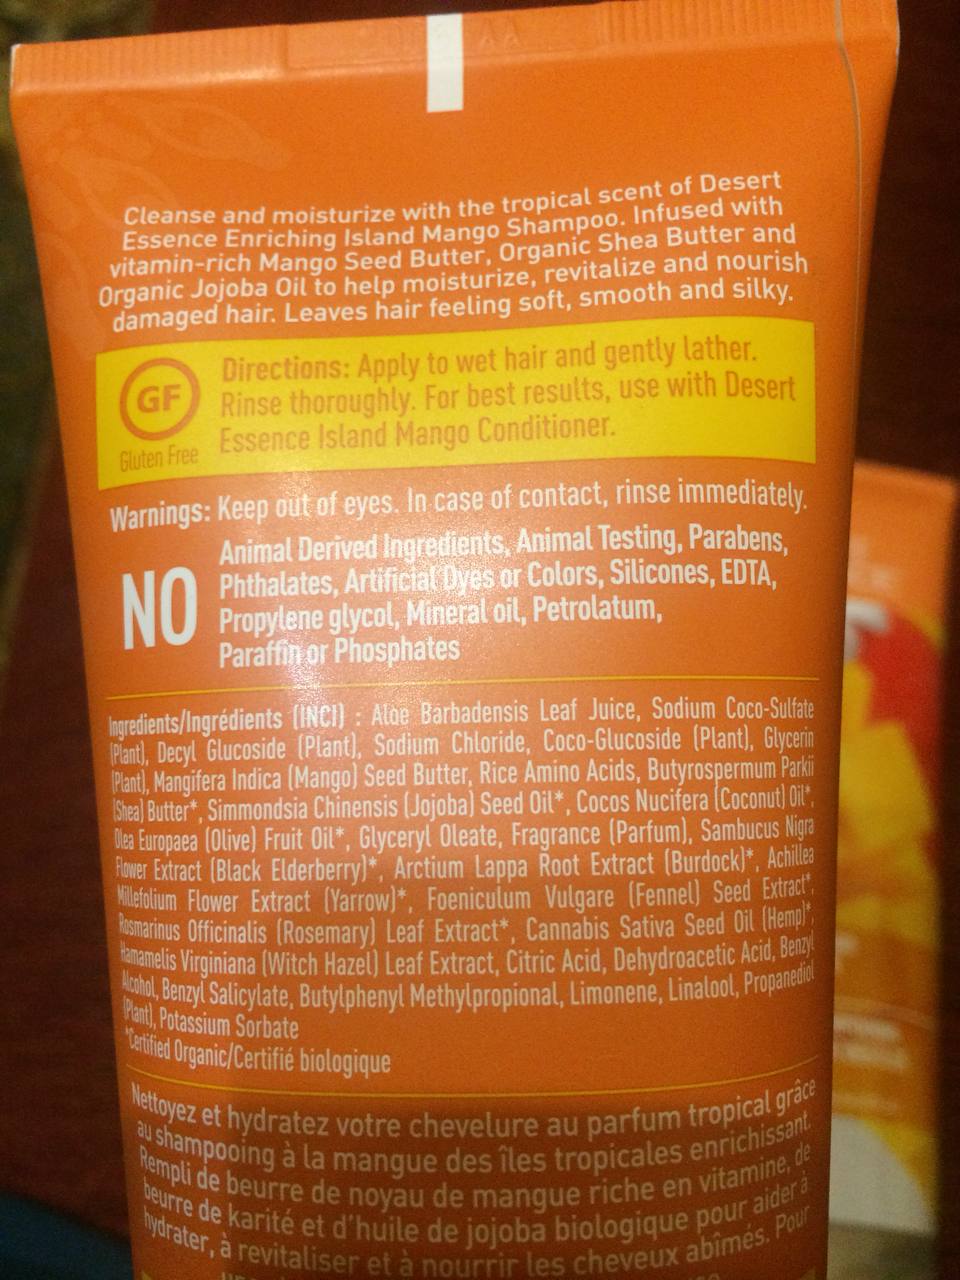 Cleanse and moisturize with the tropical scent of Desert
Essence Enriching Island Mango Shampoo. Infused with
vitamin-rich Mango Seed Butter, Organic Shea Butter and
Organic Jojoba Oil to help moisturize, revitalize and nourish
damaged hair. Leaves hair feeling soft, smooth and silky.
GF
Gluten Free
Directions: Apply to wet hair and gently lather.
Rinse thoroughly. For best results, use with Desert
Essence Island Mango Conditioner.
Warnings: Keep out of eyes. In case of contact, rinse immediately.
NO
Animal Derived Ingredients, Animal Testing, Parabens,
Phthalates, Artificial Dyes or Colors, Silicones, EDTA,
Propylene glycol, Mineral oil, Petrolatum,
Paraffin or Phosphates
Ingredients/Ingrédients (INCI) : Aloe Barbadensis Leaf Juice, Sodium Coco-Sulfate
(Plant), Decyl Glucoside (Plant), Sodium Chloride, Coco-Glucoside (Plant), Glycerin
(Plant), Mangifera Indica (Mango) Seed Butter, Rice Amino Acids, Butyrospermum Parkii
(Shea) Butter*, Simmondsia Chinensis (Jojoba) Seed Oil*, Cocos Nucifera (Coconut) Oil*,
Olea Europaea (Olive) Fruit Oil*, Glyceryl Oleate, Fragrance (Parfum), Sambucus Nigra
Flower Extract (Black Elderberry)*, Arctium Lappa Root Extract (Burdock)*, Achillea
Millefolium Flower Extract (Yarrow)*, Foeniculum Vulgare (Fennel) Seed Extract*,
Rosmarinus Officinalis (Rosemary) Leaf Extract*, Cannabis Sativa Seed Oil (Hemp)*,
Hamamelis Virginiana (Witch Hazel) Leaf Extract, Citric Acid, Dehydroacetic Acid, Benzyl
Alcohol, Benzyl Salicylate, Butylphenyl Methylpropional, Limonene, Linalool, Propanediol
(Plant), Potassium Sorbate
*Certified Organic/Certifié biologique
Nettoyez et hydratez votre chevelure au parfum tropical grâce
au shampooing à la mangue des îles tropicales enrichissant.
Rempli de beurre de noyau de mangue riche en vitamine, de
beurre de karité et d'huile de jojoba biologique pour aider à
hydrater, à revitaliser et à nourrir les cheveux abîmés. Pour